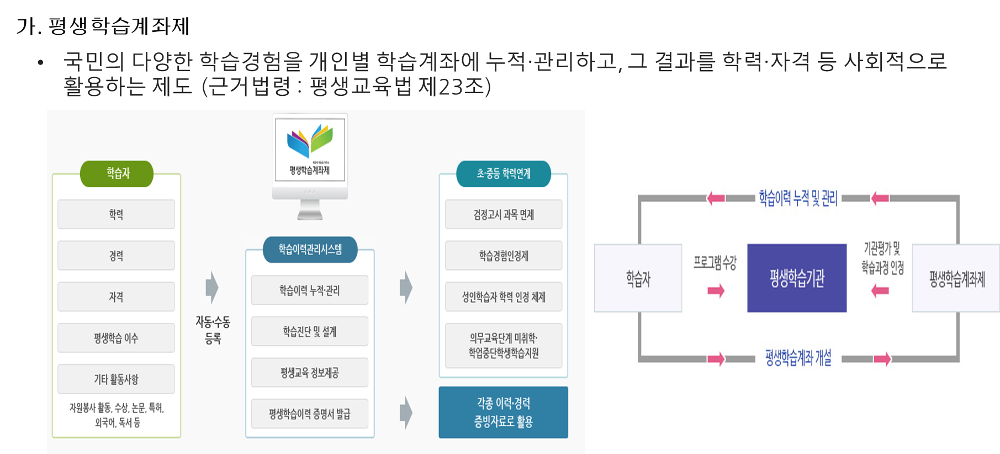 가. 평생학습계좌제
• 국민의 다양한 학습경험을 개인별 학습계좌에 누적·관리하고, 그 결과를 학력·자격 등 사회적으로
활용하는 제도 (근거법령 : 평생교육법 제23조)
학습자
학력
경력
자격
평생학습 이수
기타 활동사항
자원봉사 활동, 수상, 논문, 특허,
외국어, 독서 등
자동·수동
등록
평생학습계좌제
학습이력관리시스템
학습이력 누적·관리
학습진단 및 설계
평생교육 정보제공
평생학습이력 증명서 발급
초·중등 학력연계
검정고시 과목 면제
학습경험인정제
성인학습자 학력 인정 체제
의무교육단계 미취학·
학업중단학생학습지원
각종 이력·경력
증빙자료로 활용
학습이력 누적 및 관리
학습자
프로그램 수강
평생학습기관
기관평가 및
학습과정 인정
평생학습계좌제
평생학습계좌 개설